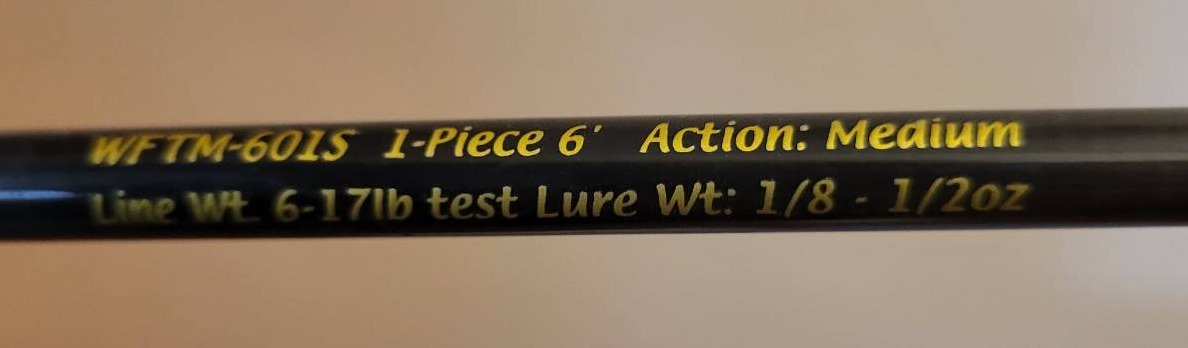 WFTM-601S 1-Piece 6' Action: Medium
Line Wt. 6-17lb test Lure Wt: 1/8 - 1/2oz